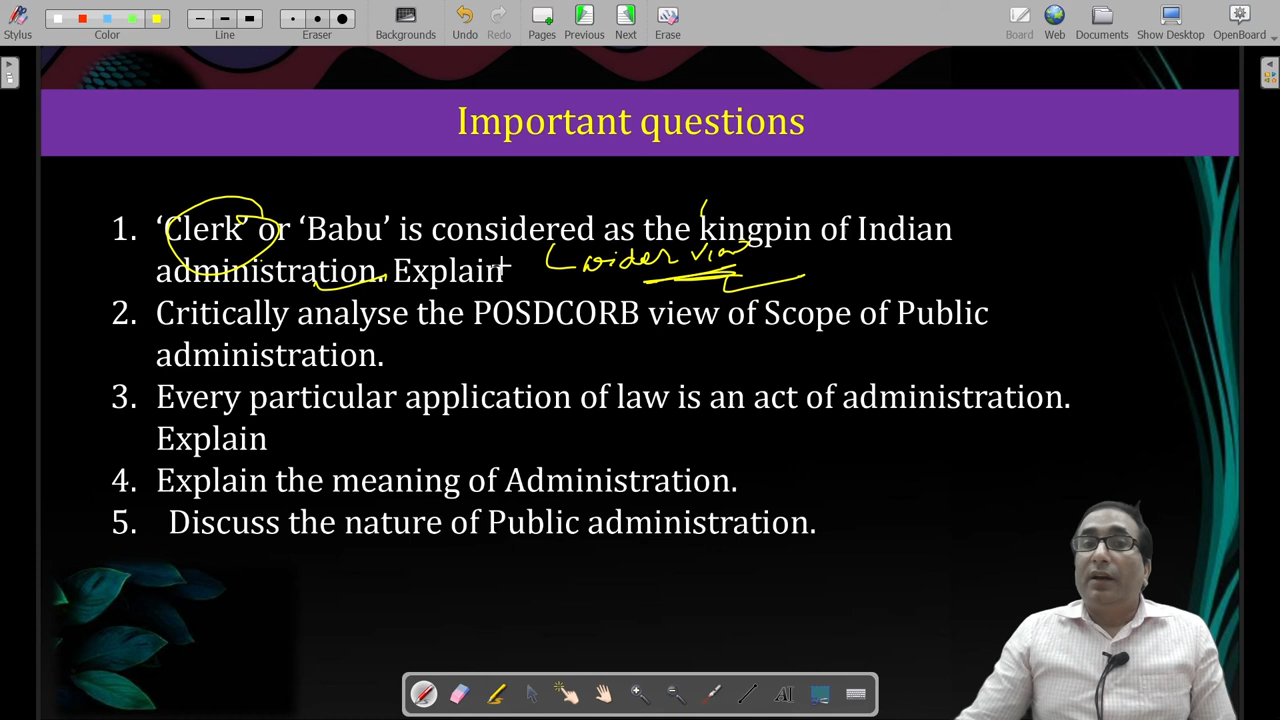 Stylus
Color
Line
Eraser
Backgrounds
Undo
Redo
Pages
Previous
Next
Erase
Board
Web
Documents
Show Desktop
OpenBoard
Important questions
1. ‘Clerk’ or ‘Babu’ is considered as the kingpin of Indian
administration. Explain
wider view
2. Critically analyse the POSDCORB view of Scope of Public
administration.
3. Every particular application of law is an act of administration.
Explain
4. Explain the meaning of Administration.
5. Discuss the nature of Public administration.
AI